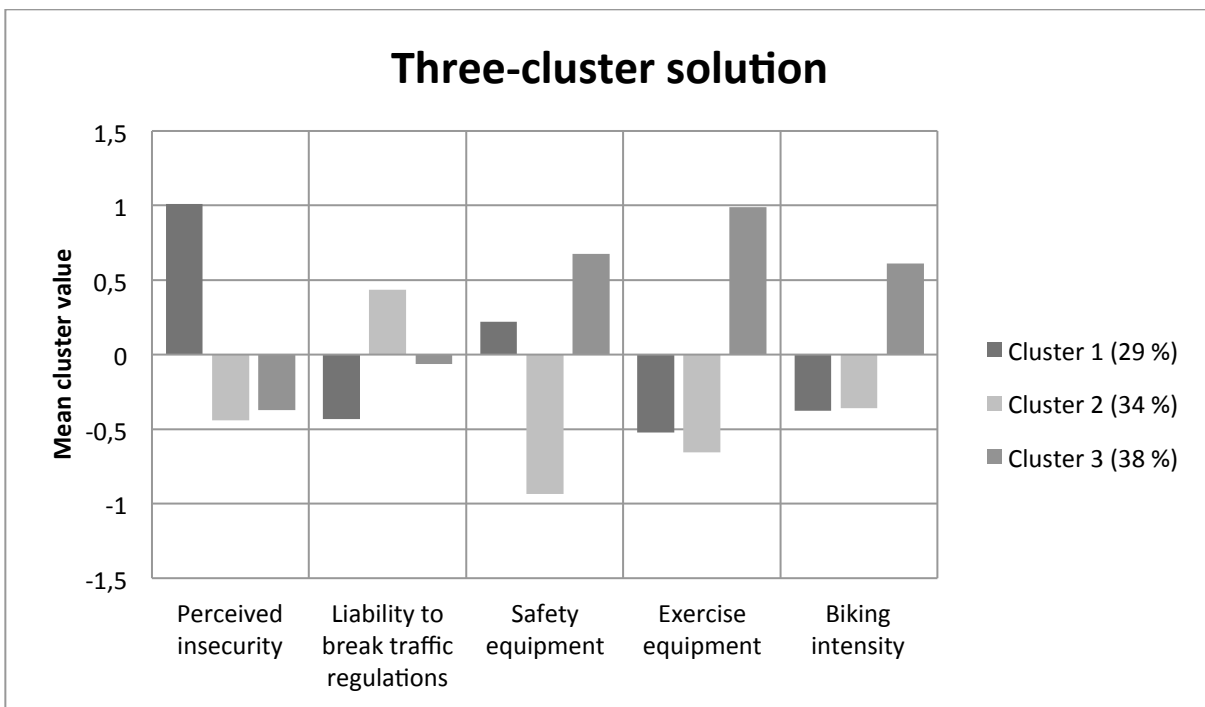 Three-cluster solution
Mean cluster value
1,5
1
0,5
0
-0,5
-1
-1,5
Perceived
insecurity
Liability to
break traffic
regulations
Safety
equipment
Exercise
equipment
Biking
intensity
Cluster 1 (29 %)
Cluster 2 (34 %)
Cluster 3 (38 %)